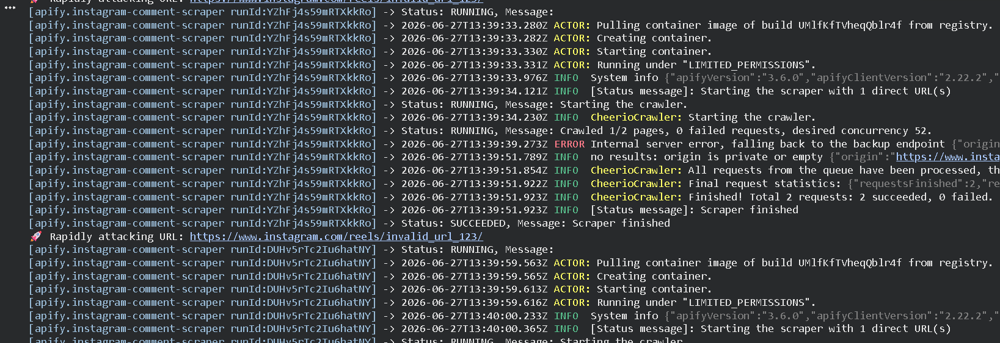 🚀 Rapidly attacking URL: https://www.instagram.com/reels/invalid_url_123/
[apify.instagram-comment-scraper runId:YZhFj4s59mRTXkkRo] -> Status: RUNNING, Message:
[apify.instagram-comment-scraper runId:YZhFj4s59mRTXkkRo] -> 2026-06-27T13:39:33.280Z ACTOR: Pulling container image of build UMlfKfTVheqQblr4f from registry.
[apify.instagram-comment-scraper runId:YZhFj4s59mRTXkkRo] -> 2026-06-27T13:39:33.282Z ACTOR: Creating container.
[apify.instagram-comment-scraper runId:YZhFj4s59mRTXkkRo] -> 2026-06-27T13:39:33.330Z ACTOR: Starting container.
[apify.instagram-comment-scraper runId:YZhFj4s59mRTXkkRo] -> 2026-06-27T13:39:33.331Z ACTOR: Running under "LIMITED_PERMISSIONS".
[apify.instagram-comment-scraper runId:YZhFj4s59mRTXkkRo] -> 2026-06-27T13:39:33.976Z INFO  System info {"apifyVersion":"3.6.0","apifyClientVersion":"2.22.2","
[apify.instagram-comment-scraper runId:YZhFj4s59mRTXkkRo] -> 2026-06-27T13:39:34.121Z INFO  [Status message]: Starting the scraper with 1 direct URL(s)
[apify.instagram-comment-scraper runId:YZhFj4s59mRTXkkRo] -> Status: RUNNING, Message: Starting the crawler.
[apify.instagram-comment-scraper runId:YZhFj4s59mRTXkkRo] -> 2026-06-27T13:39:34.230Z INFO  CheerioCrawler: Starting the crawler.
[apify.instagram-comment-scraper runId:YZhFj4s59mRTXkkRo] -> Status: RUNNING, Message: Crawled 1/2 pages, 0 failed requests, desired concurrency 52.
[apify.instagram-comment-scraper runId:YZhFj4s59mRTXkkRo] -> 2026-06-27T13:39:39.273Z ERROR Internal server error, falling back to the backup endpoint {"origin
[apify.instagram-comment-scraper runId:YZhFj4s59mRTXkkRo] -> 2026-06-27T13:39:51.789Z INFO  no results: origin is private or empty {"origin":"https://www.insta
[apify.instagram-comment-scraper runId:YZhFj4s59mRTXkkRo] -> 2026-06-27T13:39:51.854Z INFO  CheerioCrawler: All requests from the queue have been processed, th
[apify.instagram-comment-scraper runId:YZhFj4s59mRTXkkRo] -> 2026-06-27T13:39:51.922Z INFO  CheerioCrawler: Final request statistics: {"requestsFinished":2,"re
[apify.instagram-comment-scraper runId:YZhFj4s59mRTXkkRo] -> 2026-06-27T13:39:51.923Z INFO  CheerioCrawler: Finished! Total 2 requests: 2 succeeded, 0 failed.
[apify.instagram-comment-scraper runId:YZhFj4s59mRTXkkRo] -> 2026-06-27T13:39:51.923Z INFO  [Status message]: Scraper finished
[apify.instagram-comment-scraper runId:YZhFj4s59mRTXkkRo] -> Status: SUCCEEDED, Message: Scraper finished
🚀 Rapidly attacking URL: https://www.instagram.com/reels/invalid_url_123/
[apify.instagram-comment-scraper runId:DUHv5rTc2Iu6hatNY] -> Status: RUNNING, Message:
[apify.instagram-comment-scraper runId:DUHv5rTc2Iu6hatNY] -> 2026-06-27T13:39:59.563Z ACTOR: Pulling container image of build UMlfKfTVheqQblr4f from registry.
[apify.instagram-comment-scraper runId:DUHv5rTc2Iu6hatNY] -> 2026-06-27T13:39:59.565Z ACTOR: Creating container.
[apify.instagram-comment-scraper runId:DUHv5rTc2Iu6hatNY] -> 2026-06-27T13:39:59.613Z ACTOR: Starting container.
[apify.instagram-comment-scraper runId:DUHv5rTc2Iu6hatNY] -> 2026-06-27T13:39:59.616Z ACTOR: Running under "LIMITED_PERMISSIONS".
[apify.instagram-comment-scraper runId:DUHv5rTc2Iu6hatNY] -> 2026-06-27T13:40:00.233Z INFO  System info {"apifyVersion":"3.6.0","apifyClientVersion":"2.22.2","
[apify.instagram-comment-scraper runId:DUHv5rTc2Iu6hatNY] -> 2026-06-27T13:40:00.365Z INFO  [Status message]: Starting the scraper with 1 direct URL(s)
[apify.instagram-comment-scraper runId:DUHv5rTc2Iu6hatNY] -> Status: RUNNING, Message: Starting the crawler.